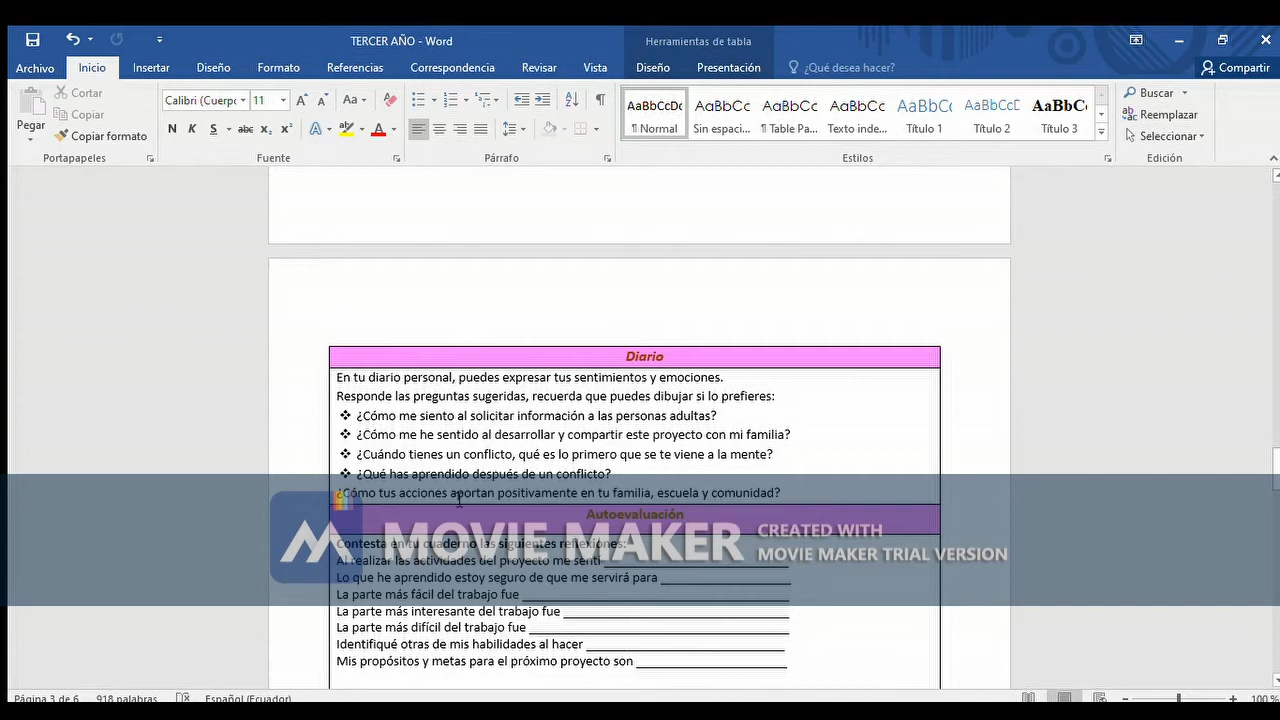 TERCER AÑO - Word
Herramientas de tabla
Archivo Inicio Insertar Diseño Formato Referencias Correspondencia Revisar Vista Diseño Presentación ¿Qué desea hacer? Compartir
Pegar
Cortar
Copiar
Copiar formato
Portapapeles
Calibri (Cuerpo 11
N K S abc x₂ x²
Fuente
Párrafo
AaBbCcDc AaBbCc AaBbCc AaBbCc AaBbCc AaBbCcD AaBbC
¶ Normal Sin espaci... ¶ Table Pa... Texto inde... Título 1 Título 2 Título 3
Estilos
Buscar
Reemplazar
Seleccionar
Edición
Diario
En tu diario personal, puedes expresar tus sentimientos y emociones.
Responde las preguntas sugeridas, recuerda que puedes dibujar si lo prefieres:
❖ ¿Cómo me siento al solicitar información a las personas adultas?
❖ ¿Cómo me he sentido al desarrollar y compartir este proyecto con mi familia?
❖ ¿Cuándo tienes un conflicto, qué es lo primero que se te viene a la mente?
❖ ¿Qué has aprendido después de un conflicto?
¿Cómo tus acciones aportan positivamente en tu familia, escuela y comunidad?
Autoevaluación
Contesta en tu cuaderno las siguientes reflexiones:
Al realizar las actividades del proyecto me sentí
Lo que he aprendido estoy seguro de que me servirá para
La parte más fácil del trabajo fue
La parte más interesante del trabajo fue
La parte más difícil del trabajo fue
Identifiqué otras de mis habilidades al hacer
Mis propósitos y metas para el próximo proyecto son
MOVIE MAKER
CREATED WITH
MOVIE MAKER TRIAL VERSION
Página 3 de 6 918 palabras Español (Ecuador) 100 %